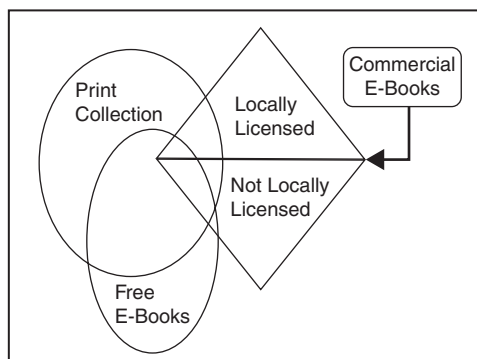 Print
Collection
Locally
Licensed
Commercial
E-Books
Not Locally
Licensed
Free
E-Books